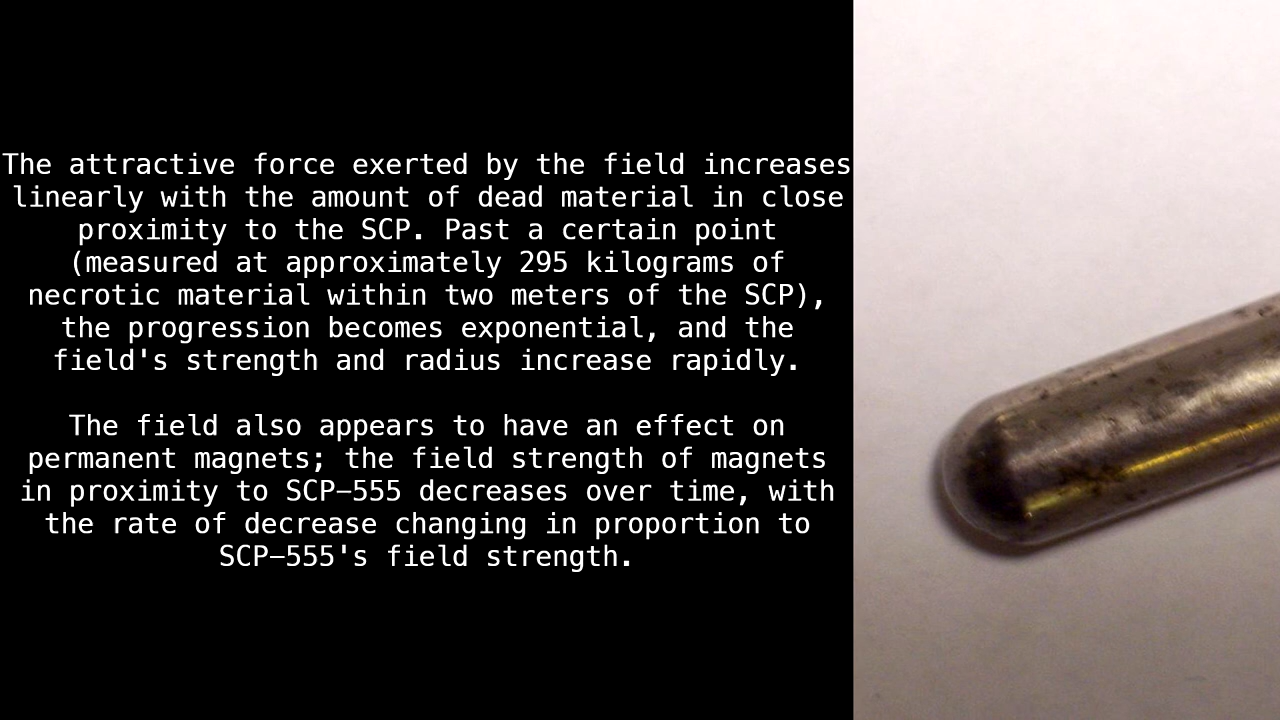 The attractive force exerted by the field increases
linearly with the amount of dead material in close
proximity to the SCP. Past a certain point
(measured at approximately 295 kilograms of
necrotic material within two meters of the SCP),
the progression becomes exponential, and the
field's strength and radius increase rapidly.
The field also appears to have an effect on
permanent magnets; the field strength of magnets
in proximity to SCP–555 decreases over time, with
the rate of decrease changing in proportion to
SCP–555's field strength.